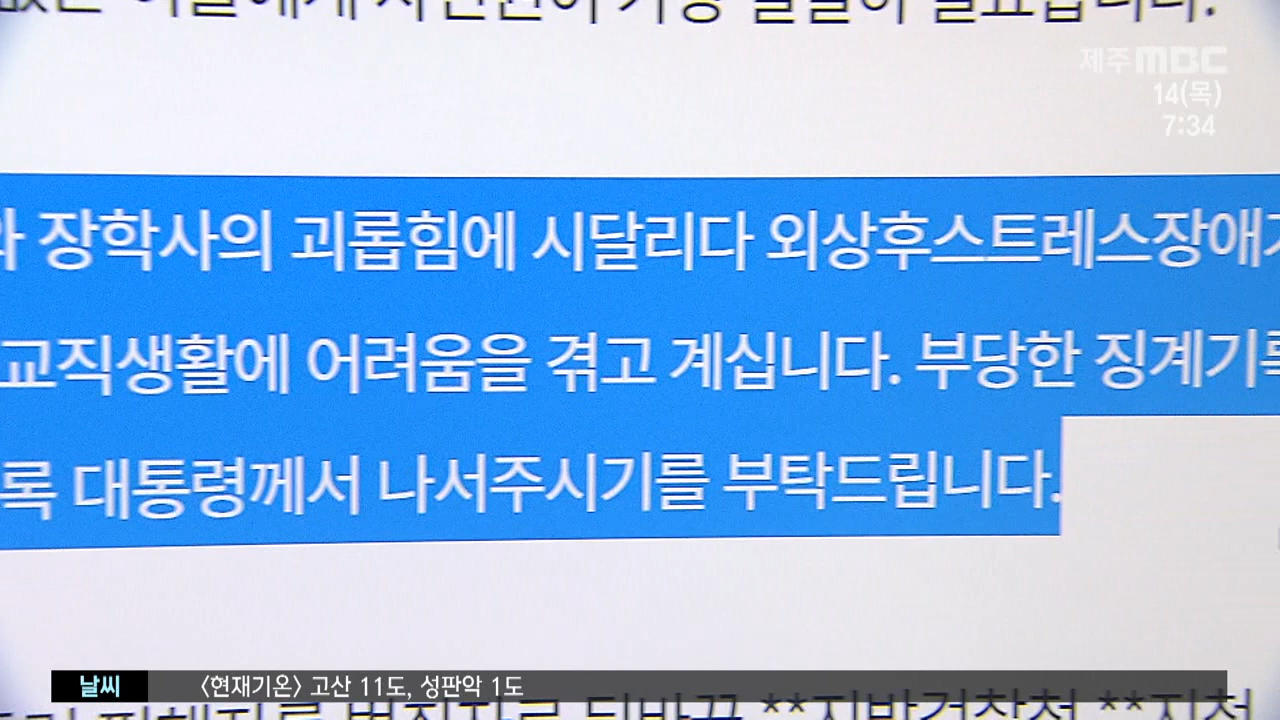 제주MBC
14(목)
7:34
장학사의 괴롭힘에 시달리다 외상후스트레스장애
교직생활에 어려움을 겪고 계십니다. 부당한 징계기록
록 대통령께서 나서주시기를 부탁드립니다.
날씨 〈현재기온〉 고산 11도, 성판악 1도